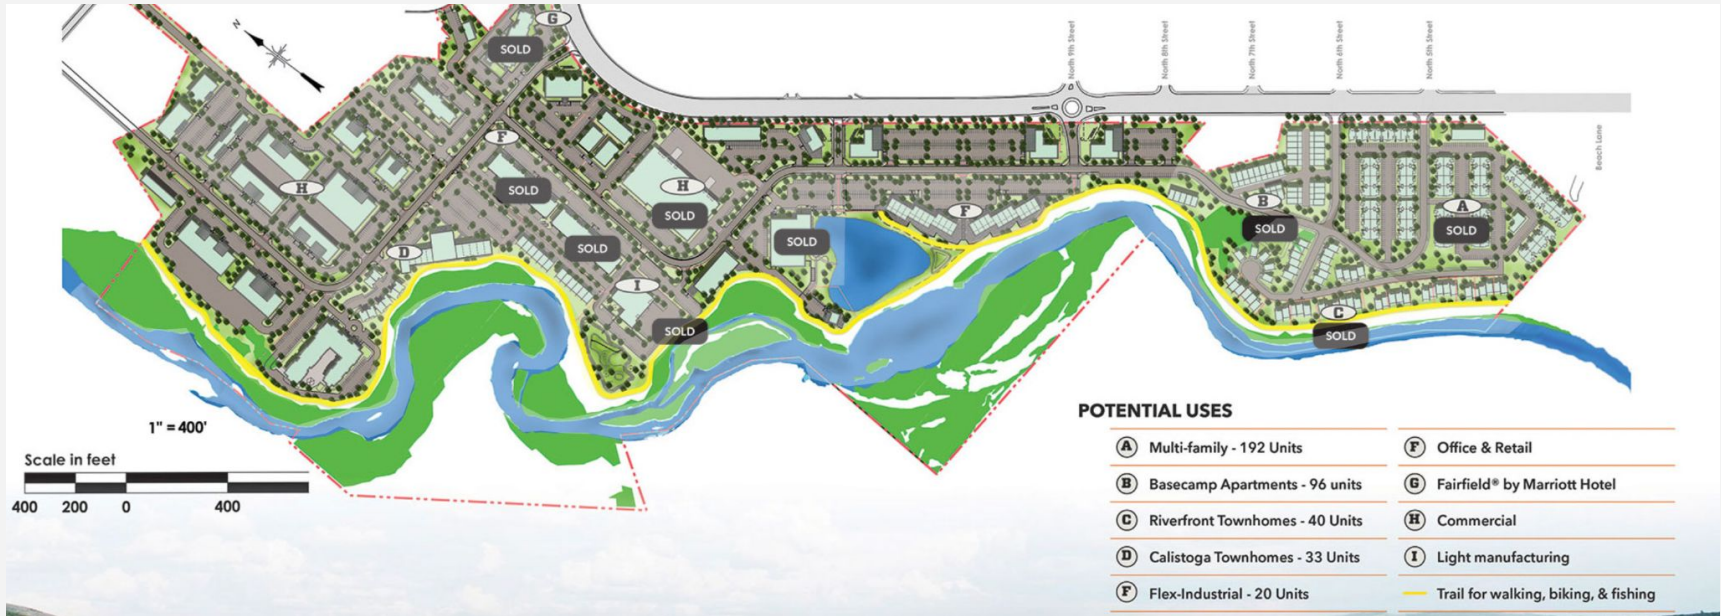 N
G
SOLD
North 9th Street
North 8th Street
North 7th Street
North 6th Street
North 5th Street
Beach Lane
F
H
SOLD
H
SOLD
F
B
SOLD
A
SOLD
D
SOLD
SOLD
I
SOLD
C
SOLD
1" = 400'
Scale in feet
400 200 0 400
POTENTIAL USES
A Multi-family - 192 Units
B Basecamp Apartments - 96 units
C Riverfront Townhomes - 40 Units
D Calistoga Townhomes - 33 Units
F Flex-Industrial - 20 Units
F Office & Retail
G Fairfield® by Marriott Hotel
H Commercial
I Light manufacturing
Trail for walking, biking, & fishing